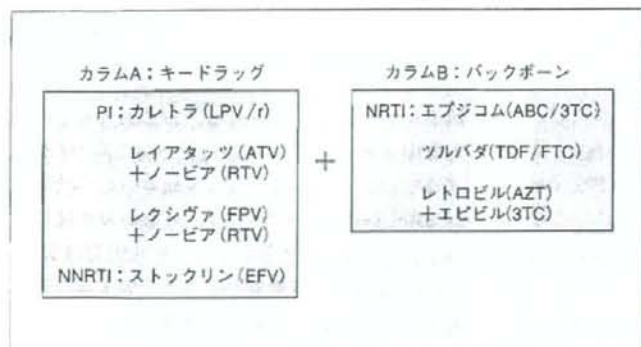 カラムA：キードラッグ
PI：カレトラ(LPV/r)
レイアタッツ(ATV)
＋ノービア(RTV)
レクシヴァ(FPV)
＋ノービア(RTV)
NNRTI：ストックリン(EFV)
＋
カラムB：バックボーン
NRTI：エプジコム(ABC/3TC)
ツルバダ(TDF/FTC)
レトロビル(AZT)
＋エピビル(3TC)